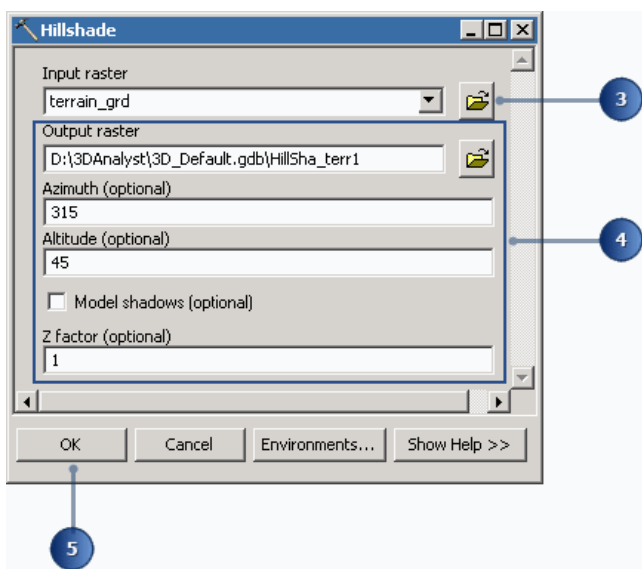 Hillshade
Input raster
terrain_grd
3
Output raster
D:\3DAnalyst\3D_Default.gdb\HillSha_terr1
Azimuth (optional)
315
Altitude (optional)
4
45
Model shadows (optional)
Z factor (optional)
1
OK Cancel Environments... Show Help >>
5